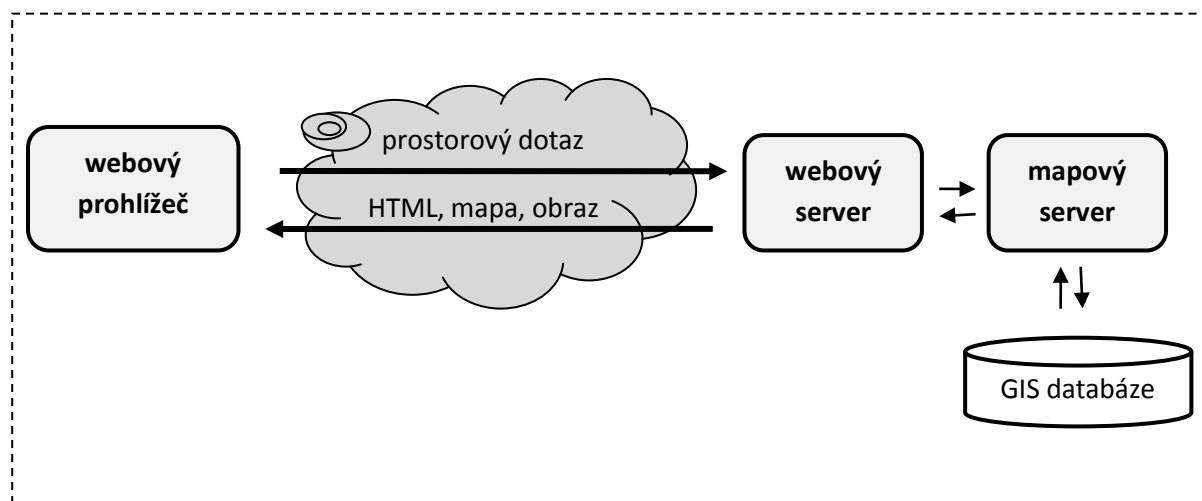 webový
prohlížeč
prostorový dotaz
HTML, mapa, obraz
webový
server
mapový
server
GIS databáze